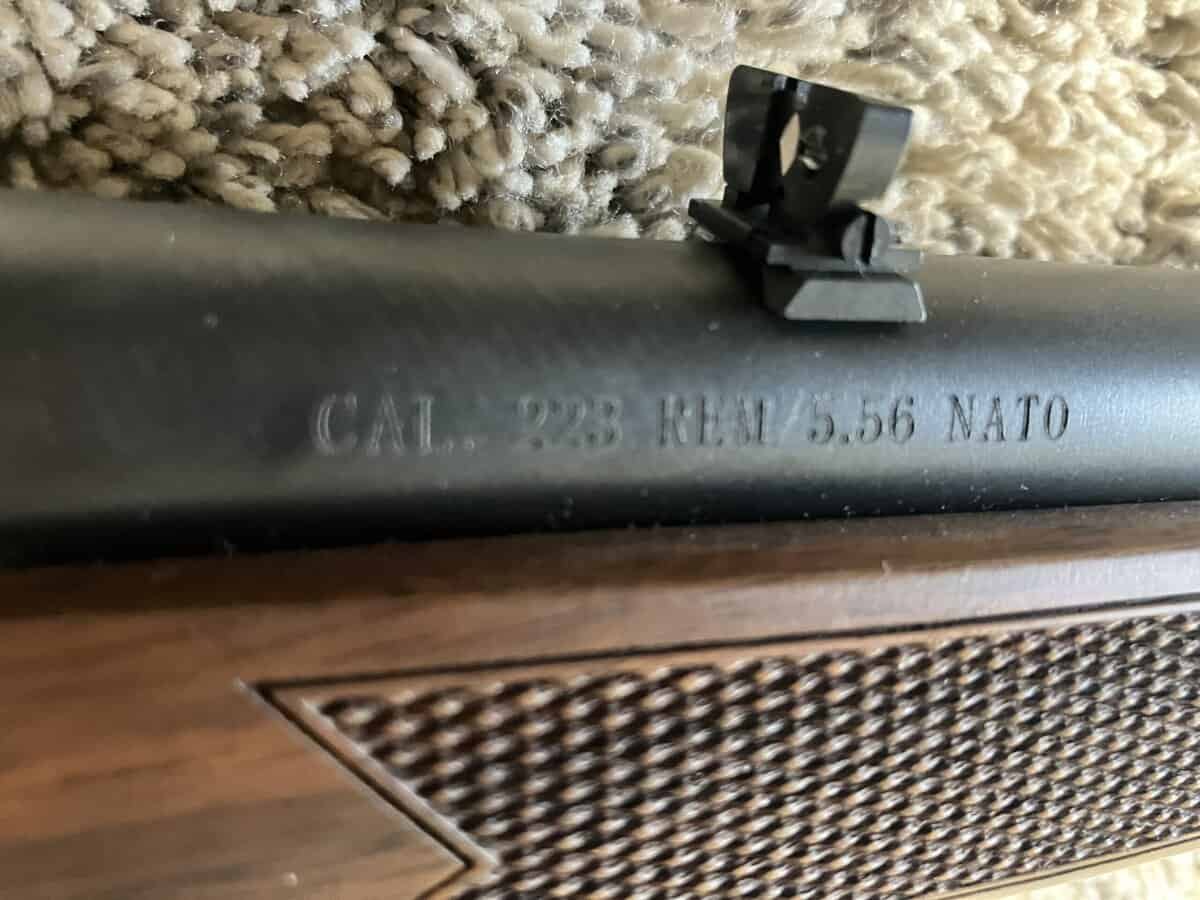 CAL.. 223 REM/5.56 NATO